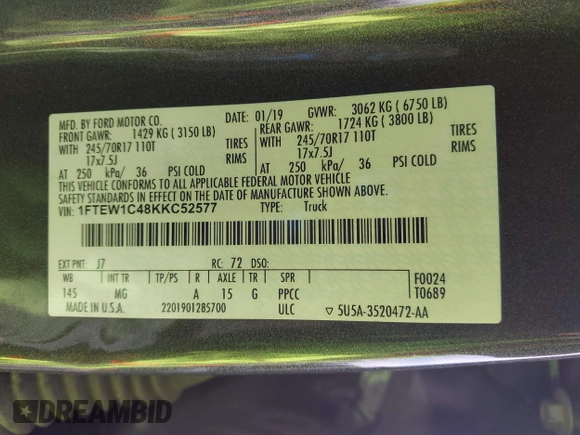 MFD. BY FORD MOTOR CO. DATE: 01/19 GVWR: 3062 KG ( 6750 LB)
FRONT GAWR: 1429 KG ( 3150 LB) REAR GAWR: 1724 KG ( 3800 LB)
WITH 245/70R17 110T TIRES WITH 245/70R17 110T TIRES
17x7.5J RIMS 17x7.5J RIMS
AT 250 kPa/ 36 PSI COLD AT 250 kPa/ 36 PSI COLD
THIS VEHICLE CONFORMS TO ALL APPLICABLE FEDERAL MOTOR VEHICLE
SAFETY STANDARDS IN EFFECT ON THE DATE OF MANUFACTURE SHOWN ABOVE.
VIN: 1FTEW1C48KKC52577 TYPE: Truck
EXT PNT: J7 RC: 72 DSO: F0024
WB INT TR TP/PS R AXLE TR SPR T0689
145 MG A 15 G PPCC
MADE IN U.S.A. 2201901285700 ULC ▽ 5U5A-3520472-AA
DREAMBID